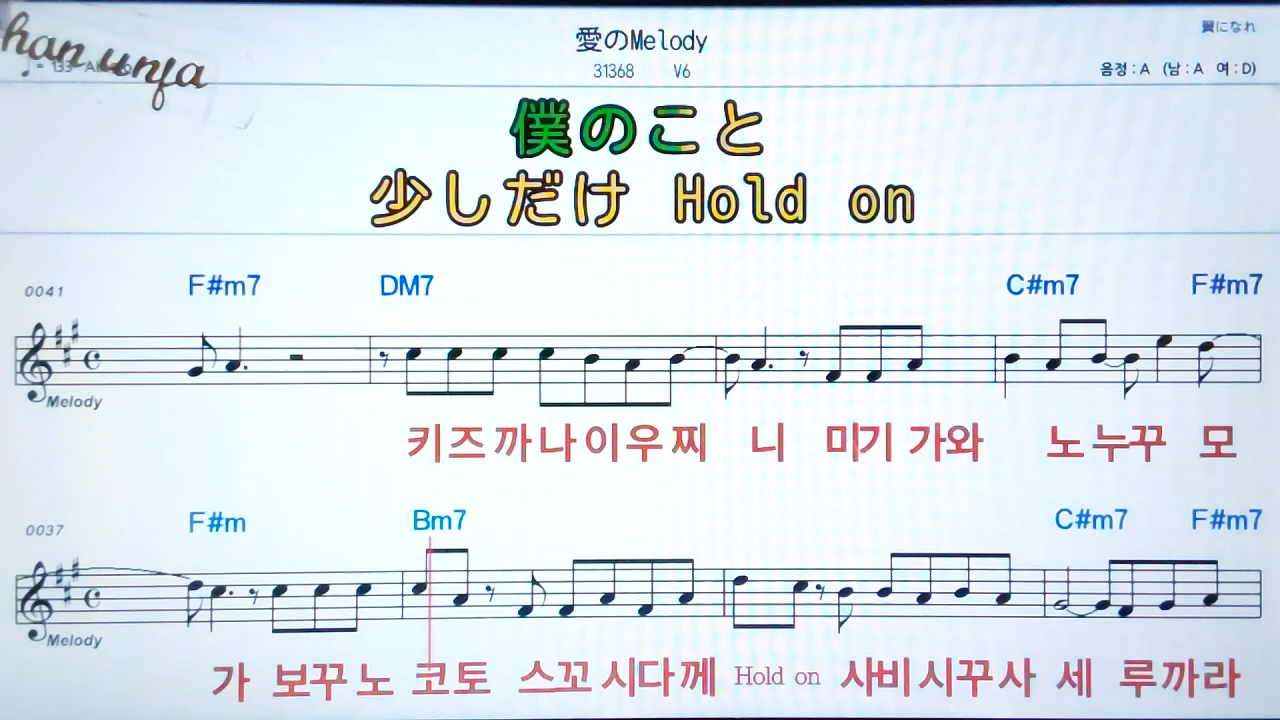 han unja
翼になれ
愛のMelody
31368 V6
음정 : A (남 : A 여 : D)
僕のこと
少しだけ Hold on
F#m7 DM7 C#m7 F#m7
0041
Melody
키즈까나이우찌 니 미기 가와 노누꾸 모
F#m Bm7 C#m7 F#m7
0037
Melody
가 보꾸노 코토 스꼬시다께 Hold on 사비시꾸사 세 루까라